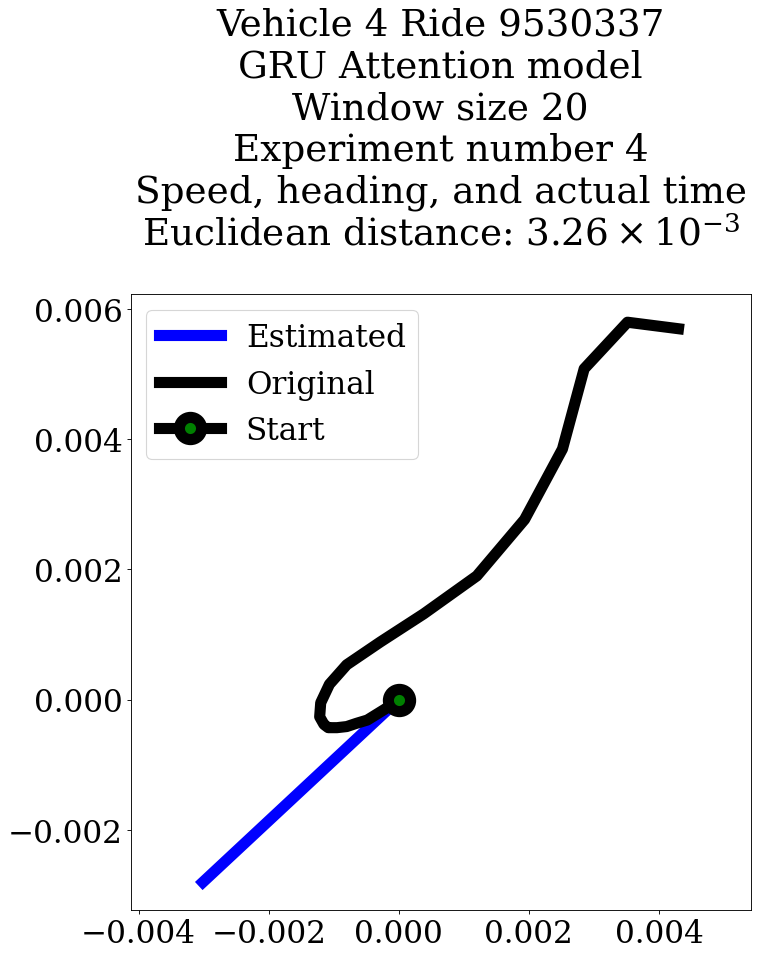 Vehicle 4 Ride 9530337
GRU Attention model
Window size 20
Experiment number 4
Speed, heading, and actual time
Euclidean distance: 3.26 × 10⁻³
0.006
0.004
0.002
0.000
−0.002
Estimated
Original
Start
−0.004 −0.002 0.000 0.002 0.004